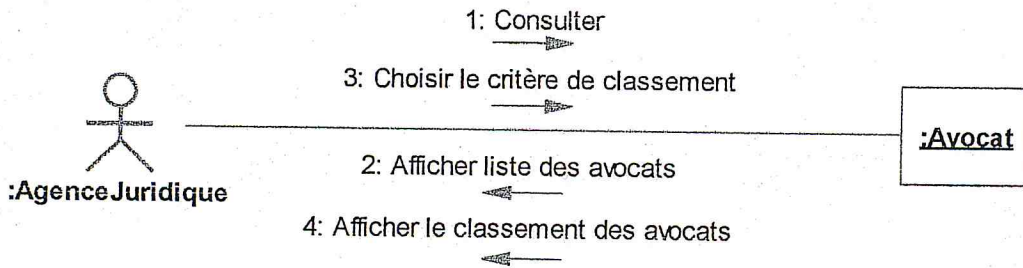 1: Consulter
3: Choisir le critère de classement
:Avocat
2: Afficher liste des avocats
:AgenceJuridique
4: Afficher le classement des avocats